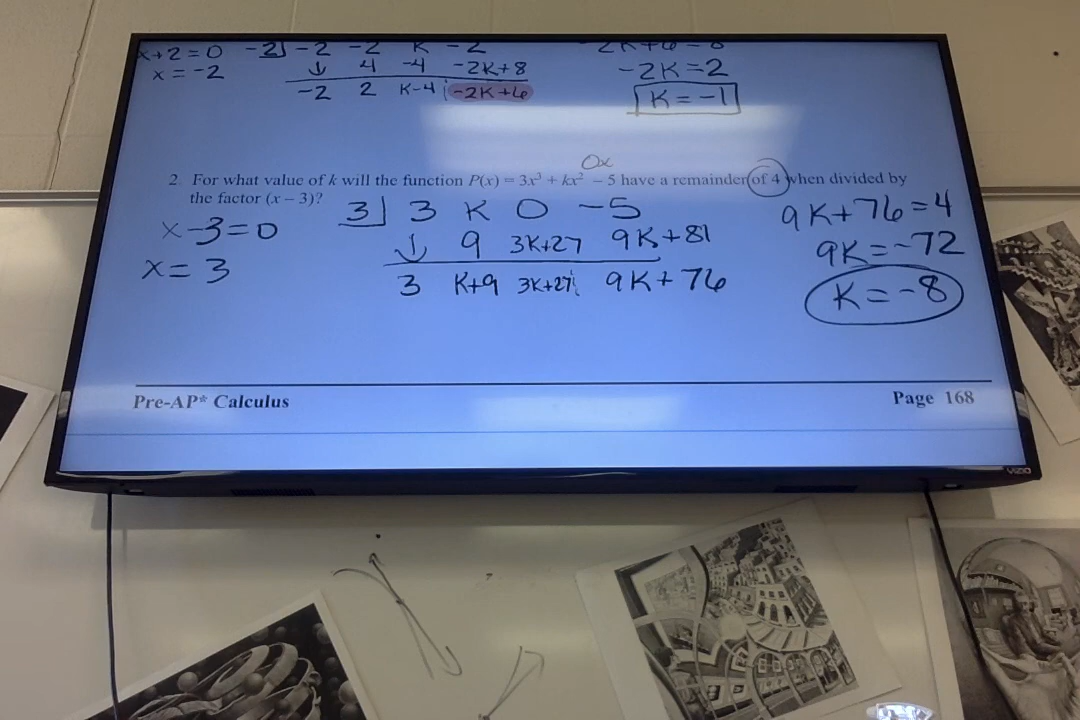 x+2=0 -2| -2 -2 K -2
x=-2 ↓ 4 -4 -2K+8 -2K=2
-2 2 K-4 -2K+6 K=-1
0x
2. For what value of k will the function P(x) = 3x³ + kx² - 5 have a remainder of 4 when divided by
the factor (x - 3)?
3| 3 K 0 -5 9K+76=4
x-3=0 ↓ 9 3K+27 9K+81 9K=-72
x=3 3 K+9 3K+27 9K+76 K=-8
Pre-AP* Calculus Page 168
VIZIO